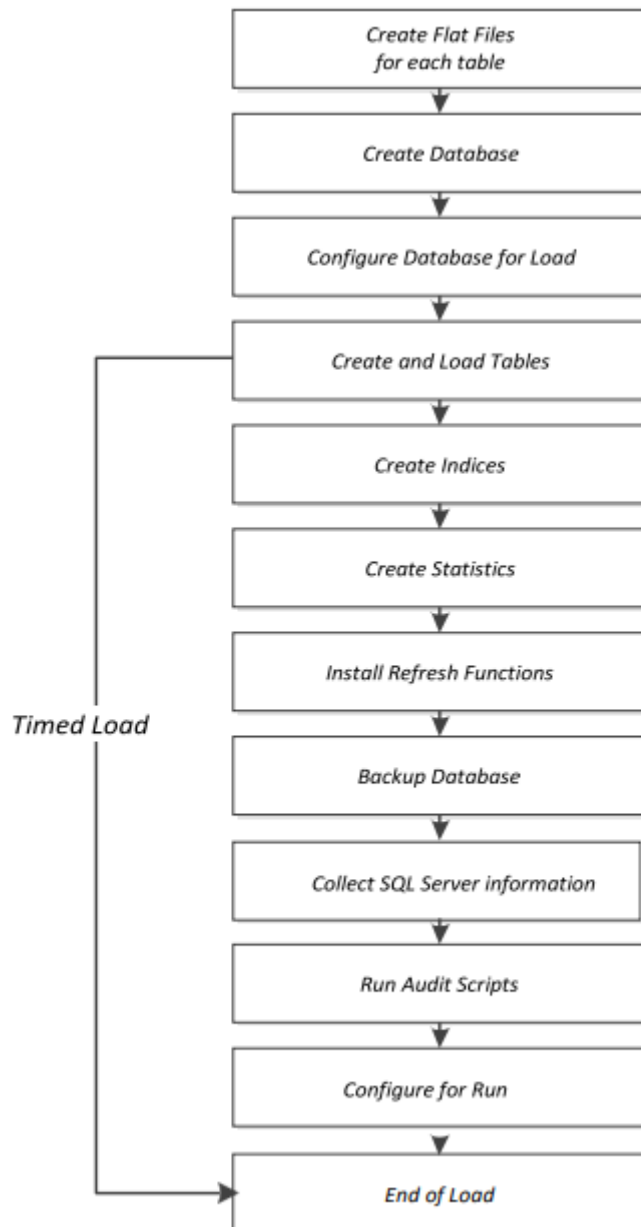 Create Flat Files
for each table
Create Database
Configure Database for Load
Create and Load Tables
Create Indices
Create Statistics
Install Refresh Functions
Timed Load
Backup Database
Collect SQL Server information
Run Audit Scripts
Configure for Run
End of Load